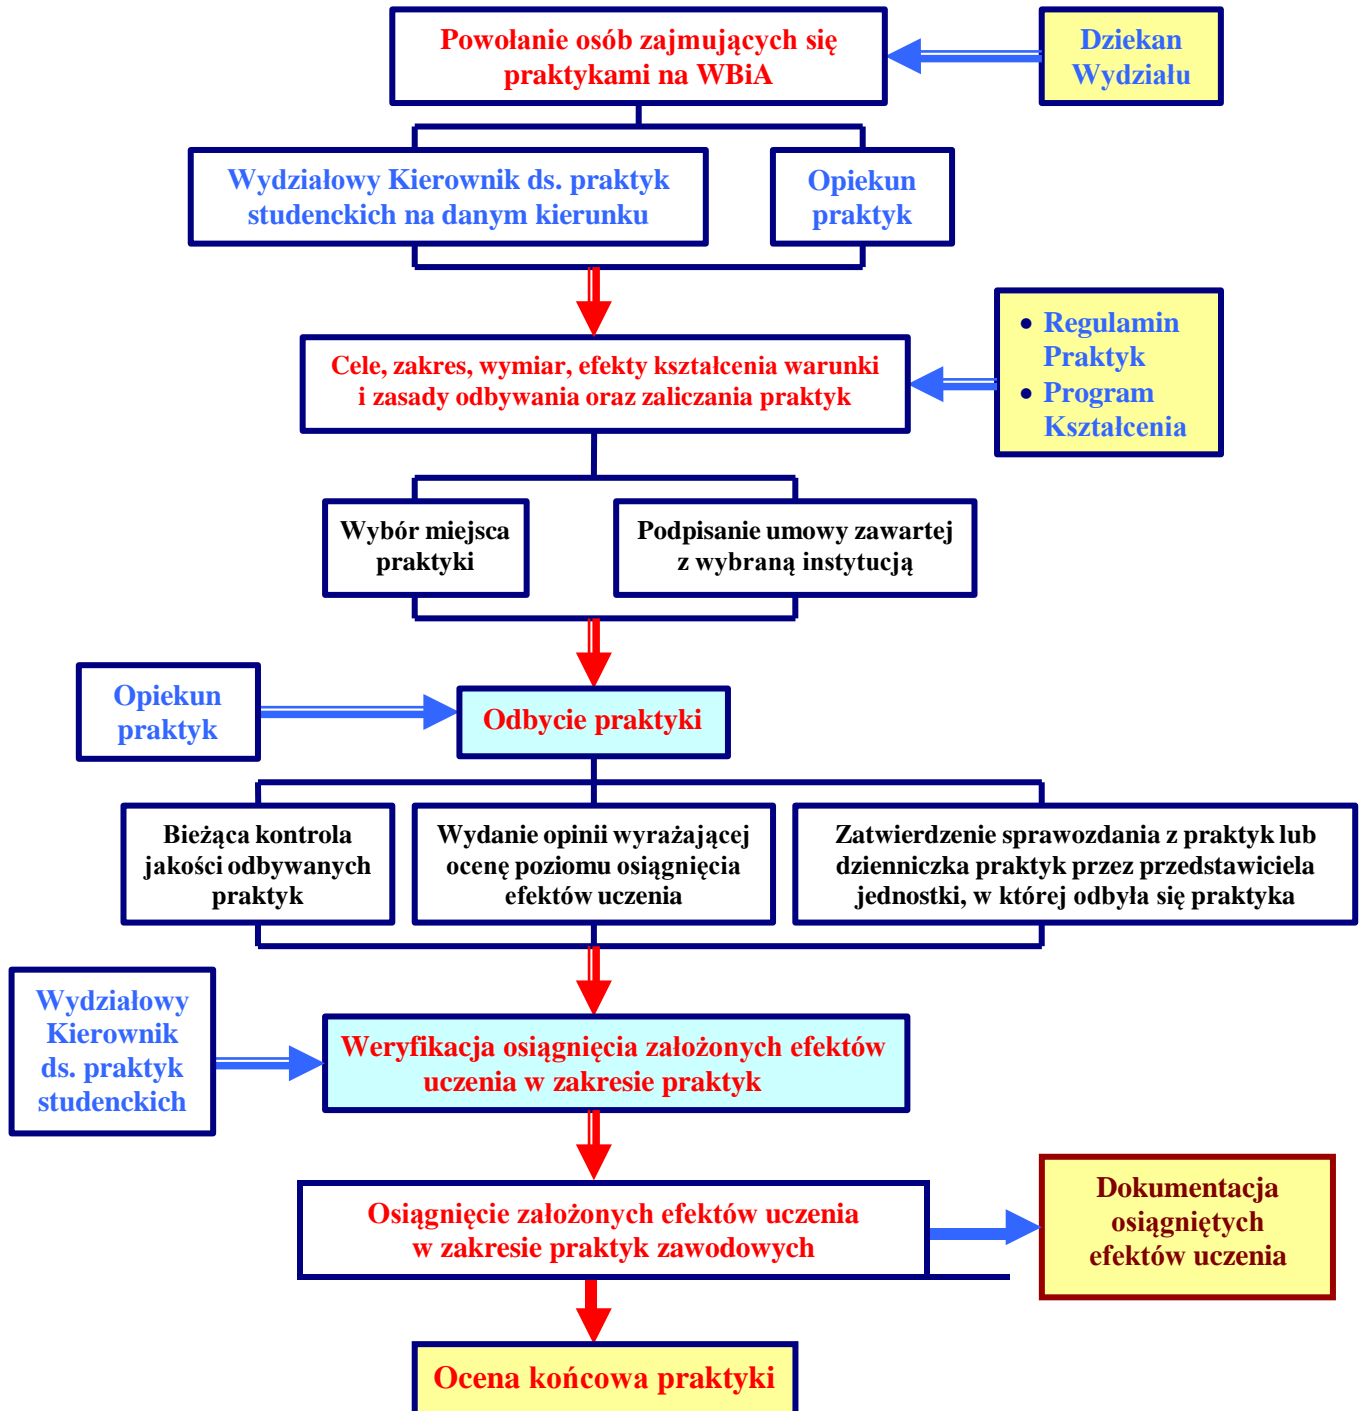 Powołanie osób zajmujących się
praktykami na WBiA
Dziekan
Wydziału
Wydziałowy Kierownik ds. praktyk
studenckich na danym kierunku
Opiekun
praktyk
Cele, zakres, wymiar, efekty kształcenia warunki
i zasady odbywania oraz zaliczania praktyk
• Regulamin
Praktyk
• Program
Kształcenia
Wybór miejsca
praktyki
Podpisanie umowy zawartej
z wybraną instytucją
Opiekun
praktyk
Odbycie praktyki
Bieżąca kontrola
jakości odbywanych
praktyk
Wydanie opinii wyrażającej
ocenę poziomu osiągnięcia
efektów uczenia
Zatwierdzenie sprawozdania z praktyk lub
dzienniczka praktyk przez przedstawiciela
jednostki, w której odbyła się praktyka
Wydziałowy
Kierownik
ds. praktyk
studenckich
Weryfikacja osiągnięcia założonych efektów
uczenia w zakresie praktyk
Osiągnięcie założonych efektów uczenia
w zakresie praktyk zawodowych
Dokumentacja
osiągniętych
efektów uczenia
Ocena końcowa praktyki